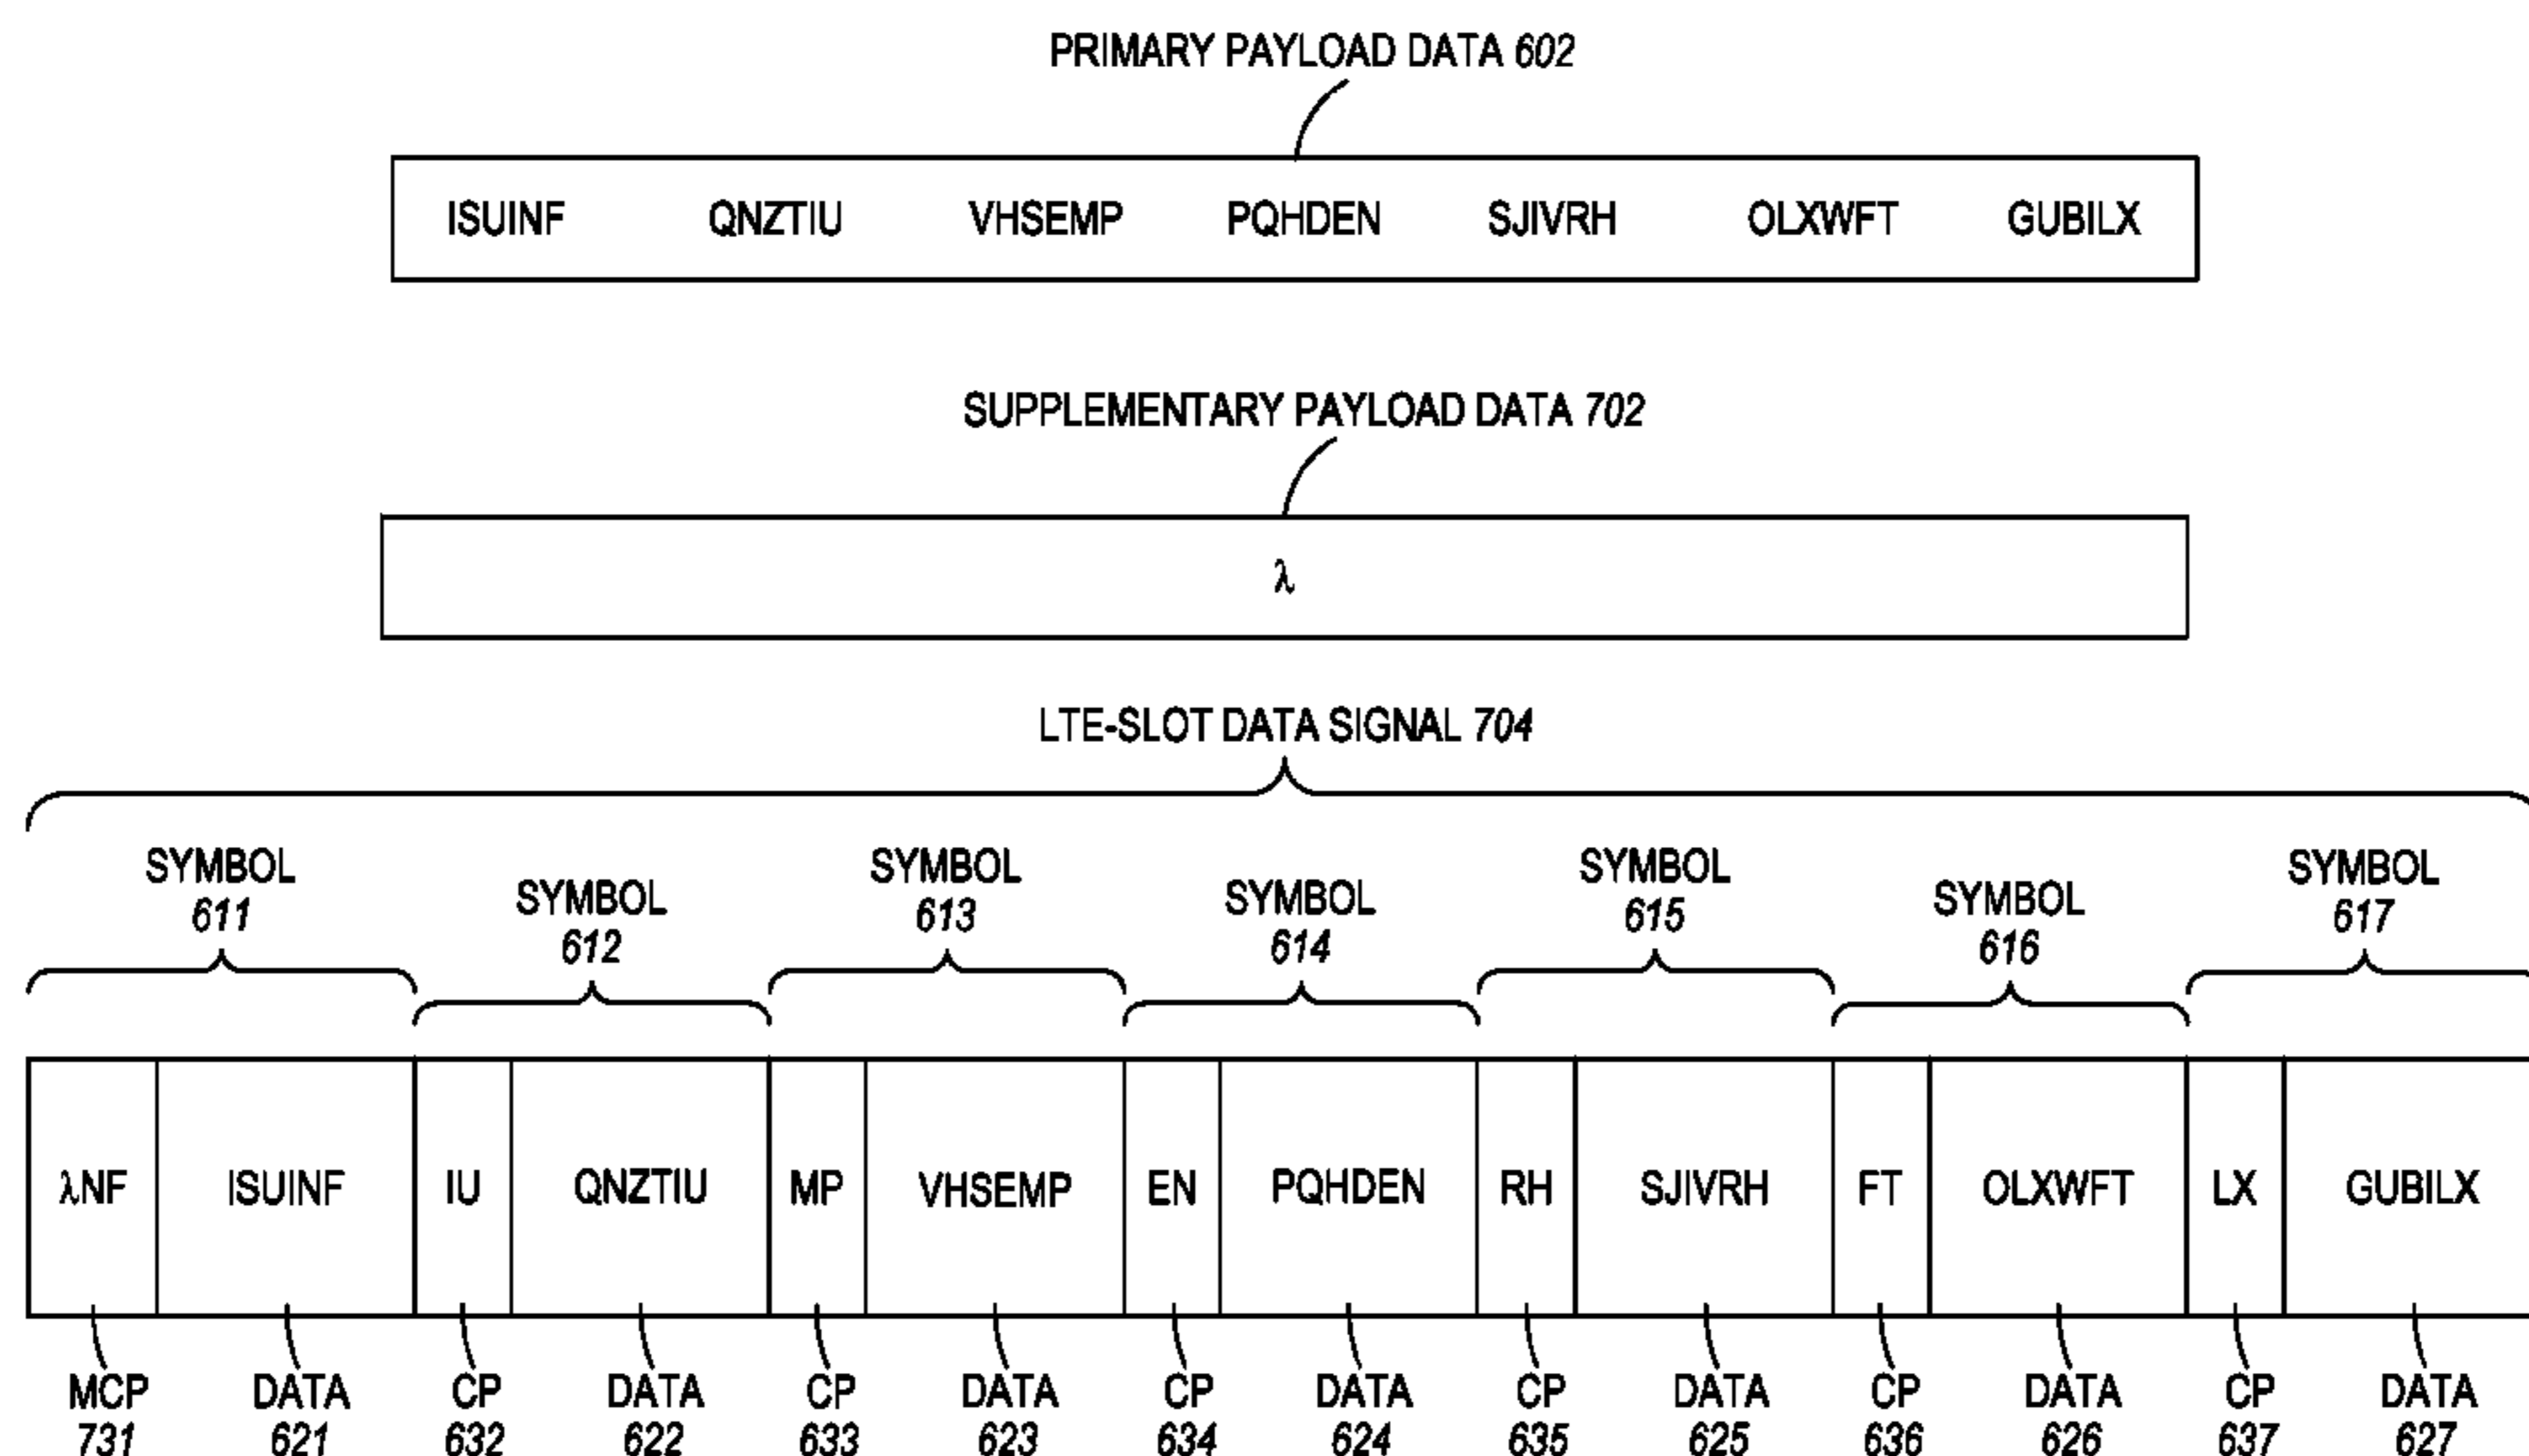 PRIMARY PAYLOAD DATA 602
ISUINF QNZTIU VHSEMP PQHDEN SJIVRH OLXWFT GUBILX
SUPPLEMENTARY PAYLOAD DATA 702
λ
LTE-SLOT DATA SIGNAL 704
SYMBOL 611
SYMBOL 612
SYMBOL 613
SYMBOL 614
SYMBOL 615
SYMBOL 616
SYMBOL 617
λNF ISUINF IU QNZTIU MP VHSEMP EN PQHDEN RH SJIVRH FT OLXWFT LX GUBILX
MCP DATA CP DATA CP DATA CP DATA CP DATA CP DATA CP DATA
731 621 632 622 633 623 634 624 635 625 636 626 637 627